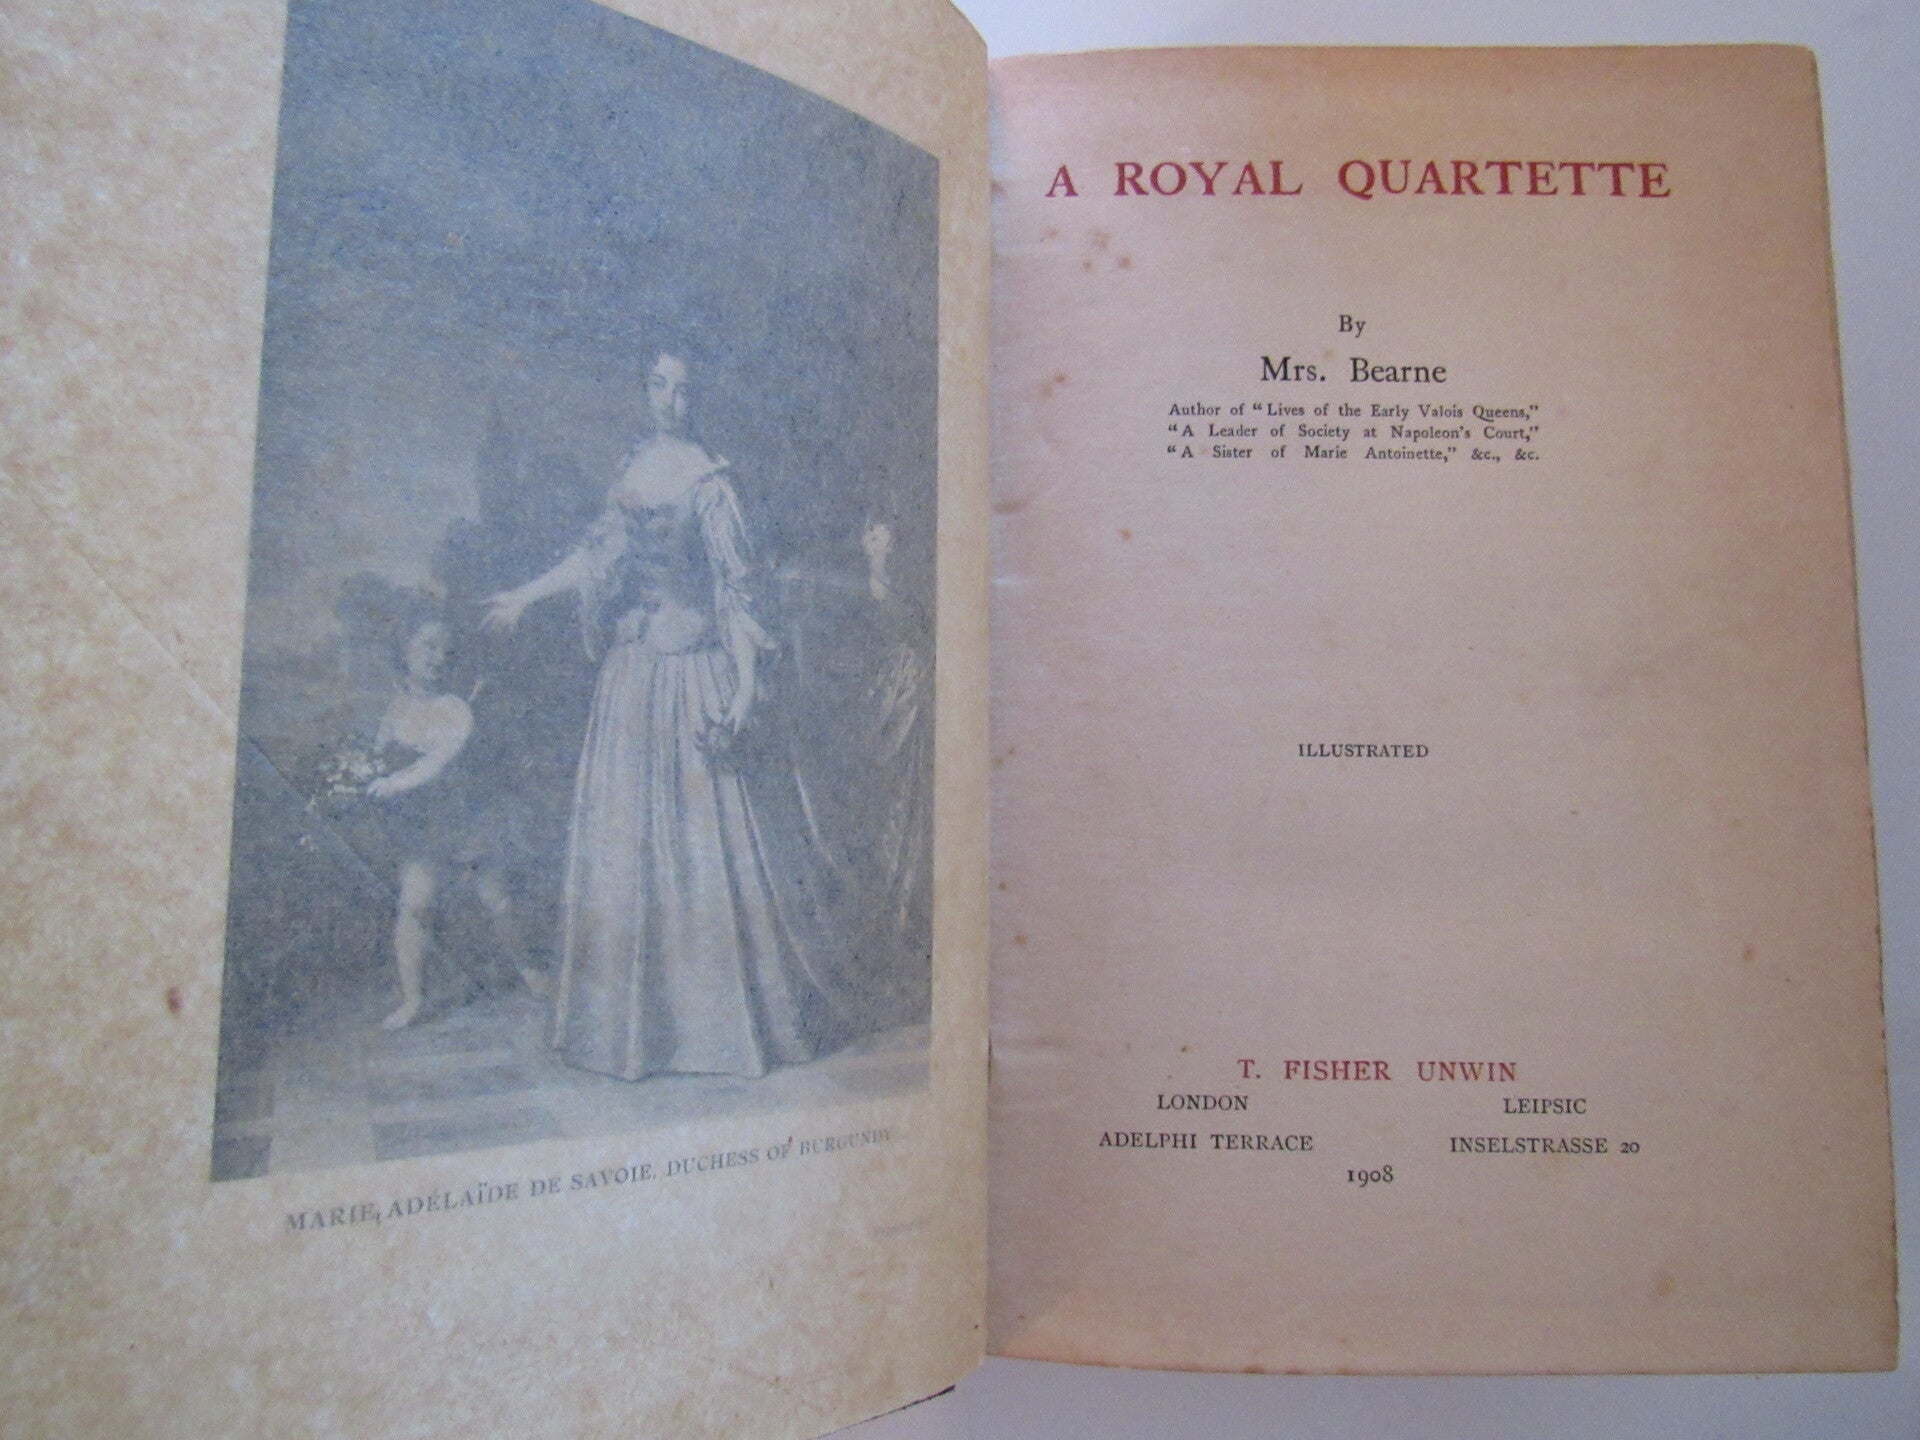 MARIE, ADÉLAÏDE DE SAVOIE, DUCHESS OF BURGUNDY
A ROYAL QUARTETTE
By
Mrs. Bearne
Author of "Lives of the Early Valois Queens,"
"A Leader of Society at Napoleon's Court,"
"A Sister of Marie Antoinette," &c., &c.
ILLUSTRATED
T. FISHER UNWIN
LONDON LEIPSIC
ADELPHI TERRACE INSELSTRASSE 20
1908